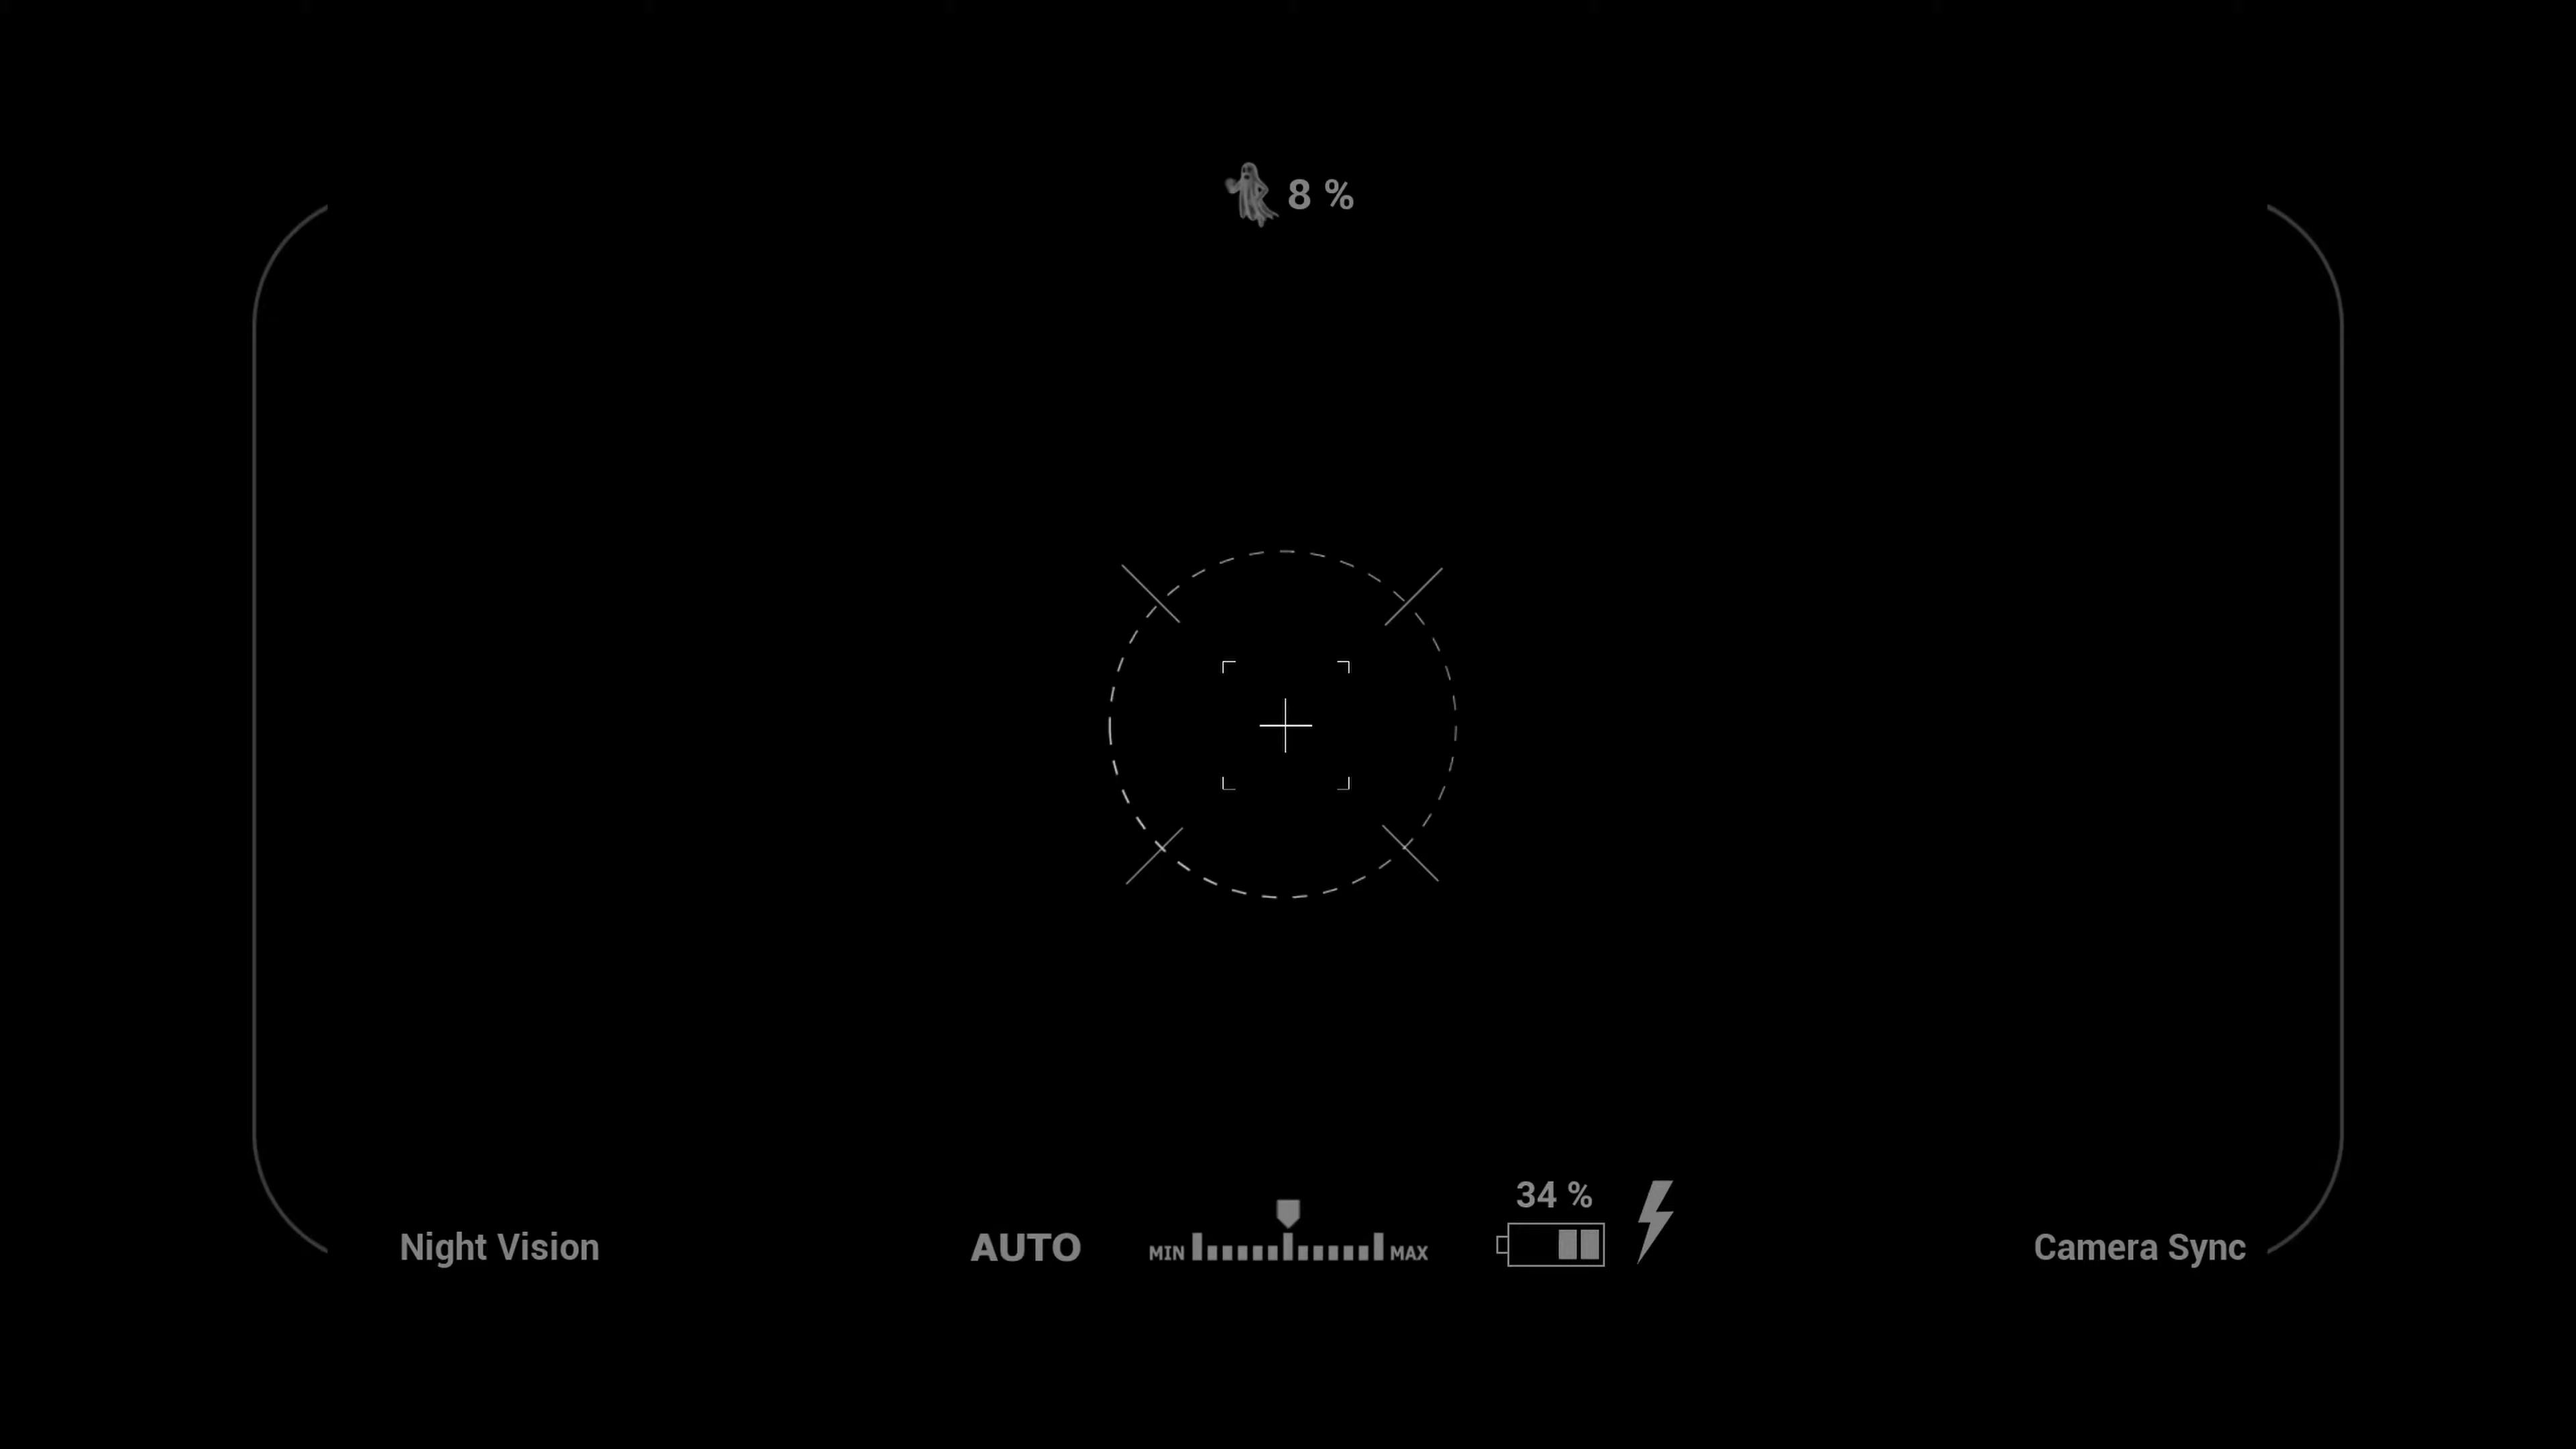 8 %
34 %
Night Vision
AUTO
MIN
MAX
Camera Sync